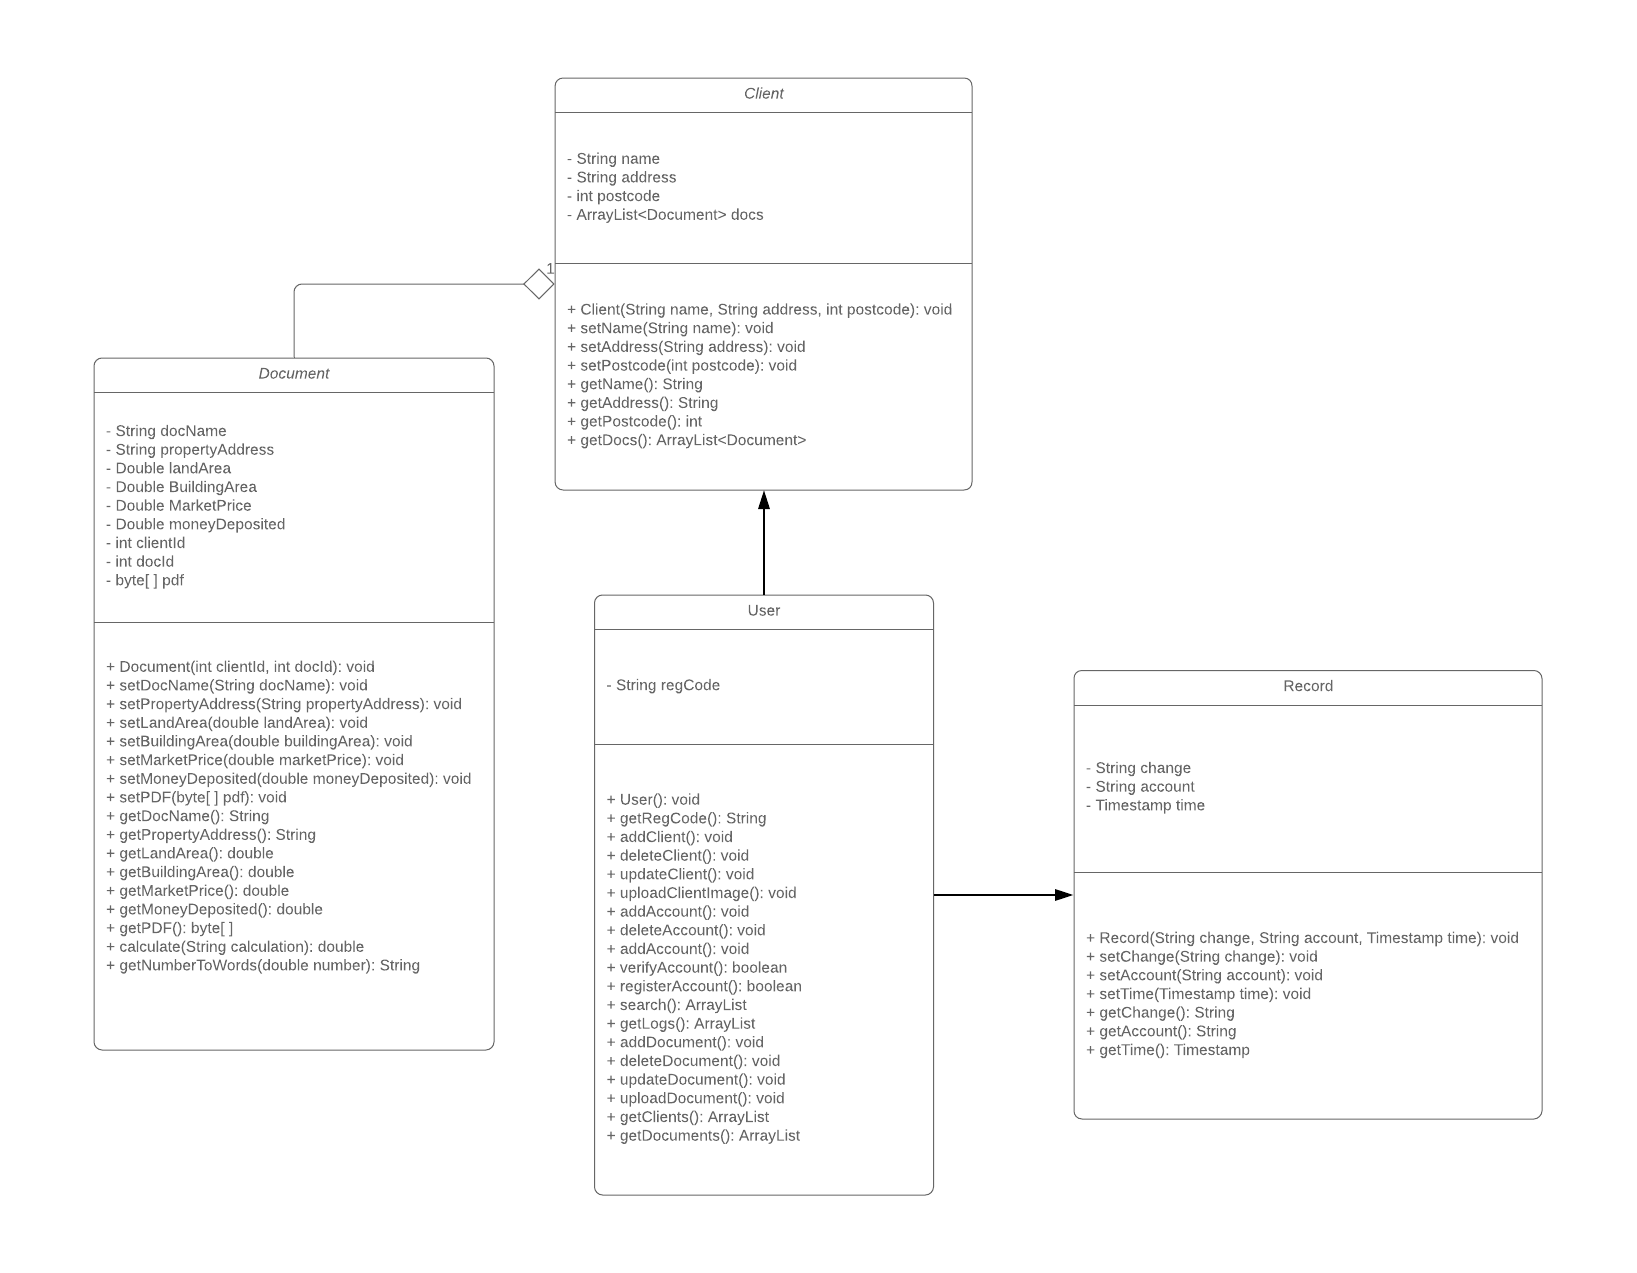 Client
- String name
- String address
- int postcode
- ArrayList<Document> docs
1
+ Client(String name, String address, int postcode): void
+ setName(String name): void
+ setAddress(String address): void
+ setPostcode(int postcode): void
+ getName(): String
+ getAddress(): String
+ getPostcode(): int
+ getDocs(): ArrayList<Document>
Document
- String docName
- String propertyAddress
- Double landArea
- Double BuildingArea
- Double MarketPrice
- Double moneyDeposited
- int clientId
- int docId
- byte[ ] pdf
+ Document(int clientId, int docId): void
+ setDocName(String docName): void
+ setPropertyAddress(String propertyAddress): void
+ setLandArea(double landArea): void
+ setBuildingArea(double buildingArea): void
+ setMarketPrice(double marketPrice): void
+ setMoneyDeposited(double moneyDeposited): void
+ setPDF(byte[ ] pdf): void
+ getDocName(): String
+ getPropertyAddress(): String
+ getLandArea(): double
+ getBuildingArea(): double
+ getMarketPrice(): double
+ getMoneyDeposited(): double
+ getPDF(): byte[ ]
+ calculate(String calculation): double
+ getNumberToWords(double number): String
User
- String regCode
+ User(): void
+ getRegCode(): String
+ addClient(): void
+ deleteClient(): void
+ updateClient(): void
+ uploadClientImage(): void
+ addAccount(): void
+ deleteAccount(): void
+ addAccount(): void
+ verifyAccount(): boolean
+ registerAccount(): boolean
+ search(): ArrayList
+ getLogs(): ArrayList
+ addDocument(): void
+ deleteDocument(): void
+ updateDocument(): void
+ uploadDocument(): void
+ getClients(): ArrayList
+ getDocuments(): ArrayList
Record
- String change
- String account
- Timestamp time
+ Record(String change, String account, Timestamp time): void
+ setChange(String change): void
+ setAccount(String account): void
+ setTime(Timestamp time): void
+ getChange(): String
+ getAccount(): String
+ getTime(): Timestamp